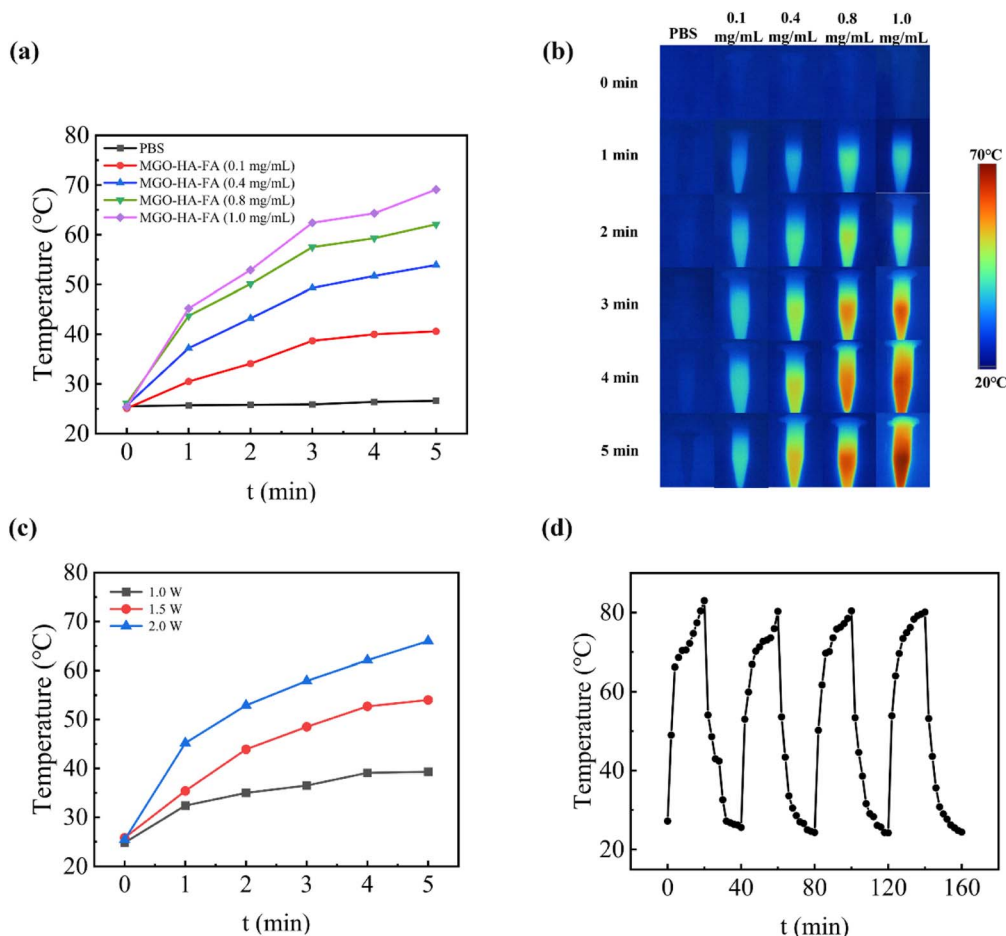 (a)
80
70
60
50
40
30
20
Temperature (°C)
PBS
MGO-HA-FA (0.1 mg/mL)
MGO-HA-FA (0.4 mg/mL)
MGO-HA-FA (0.8 mg/mL)
MGO-HA-FA (1.0 mg/mL)
0 1 2 3 4 5
t (min)
(b)
PBS 0.1 mg/mL 0.4 mg/mL 0.8 mg/mL 1.0 mg/mL
0 min
1 min
2 min
3 min
4 min
5 min
70°C
20°C
(c)
80
70
60
50
40
30
20
Temperature (°C)
1.0 W
1.5 W
2.0 W
0 1 2 3 4 5
t (min)
(d)
80
60
40
20
Temperature (°C)
0 40 80 120 160
t (min)